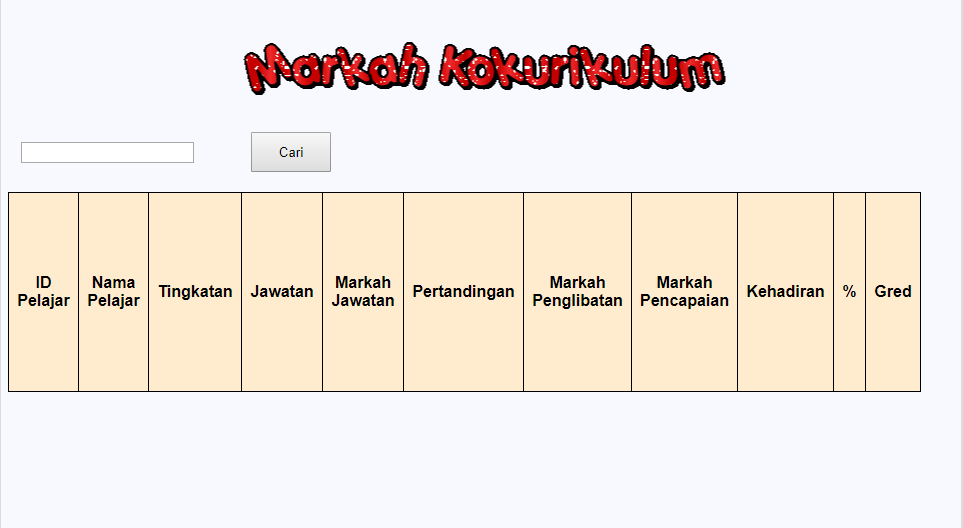 Markah Kokurikulum
Cari
ID Pelajar
Nama Pelajar
Tingkatan
Jawatan
Markah Jawatan
Pertandingan
Markah Penglibatan
Markah Pencapaian
Kehadiran
%
Gred